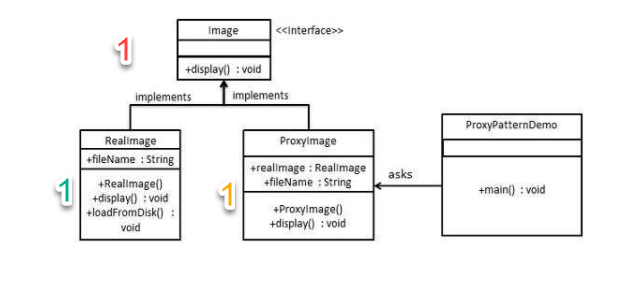 Image
<<Interface>>
1
+display() : void
implements
implements
RealImage
+fileName : String
1
+RealImage()
+display() : void
+loadFromDisk() :
void
ProxyImage
+realImage : RealImage
+fileName : String
1
+ProxyImage()
+display() : void
asks
ProxyPatternDemo
+main() : void